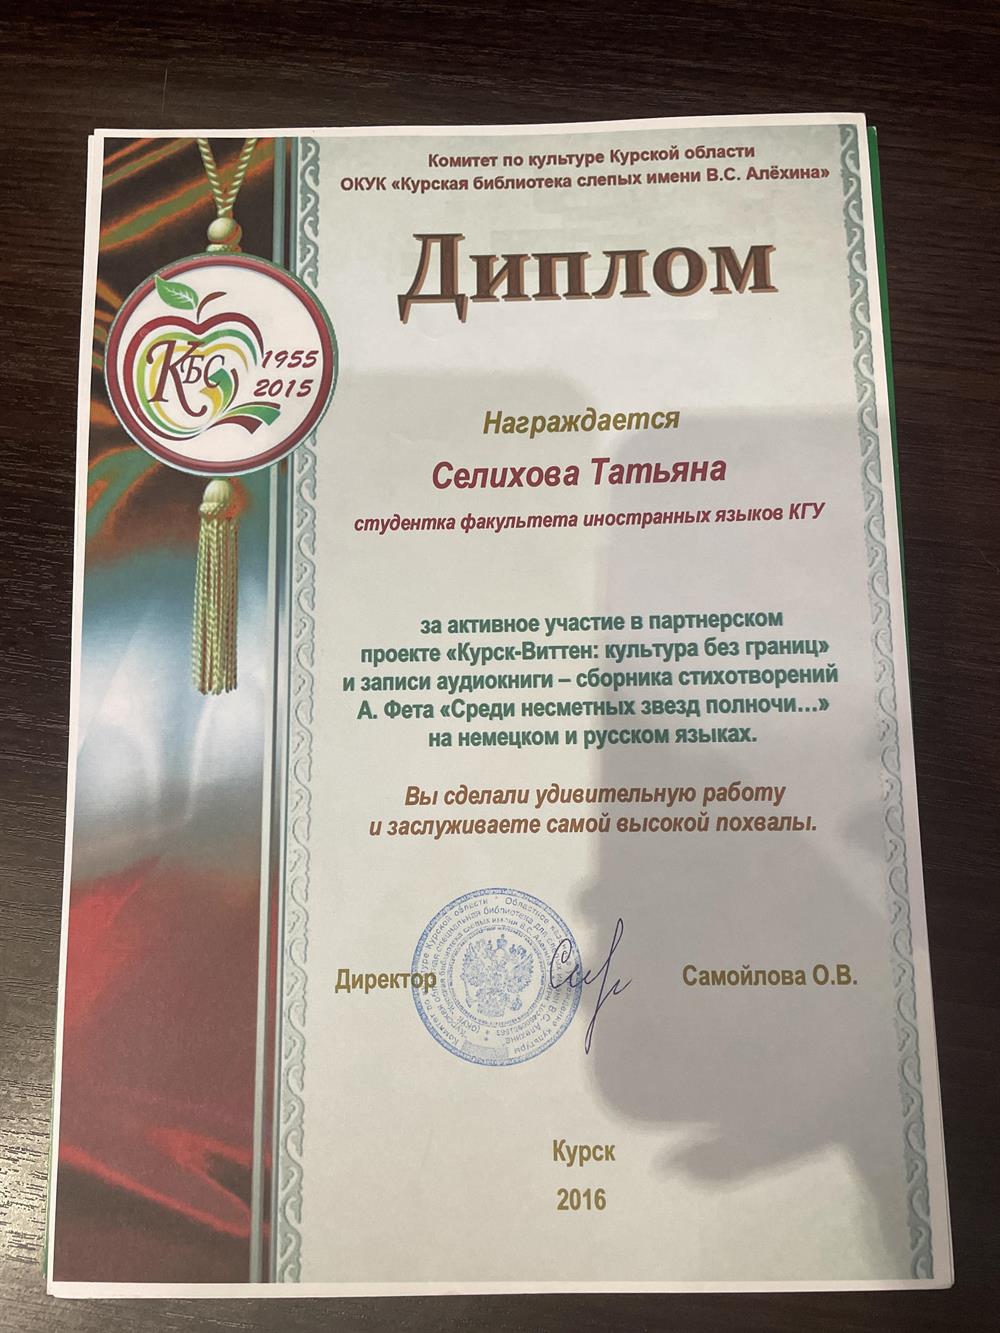 Комитет по культуре Курской области
ОКУК «Курская библиотека слепых имени В.С. Алёхина»
Диплом
КБС
1955
2015
Награждается
Селихова Татьяна
студентка факультета иностранных языков КГУ
за активное участие в партнерском
проекте «Курск-Виттен: культура без границ»
и записи аудиокниги – сборника стихотворений
А. Фета «Среди несметных звезд полночи...»
на немецком и русском языках.
Вы сделали удивительную работу
и заслуживаете самой высокой похвалы.
Директор
Самойлова О.В.
Курск
2016